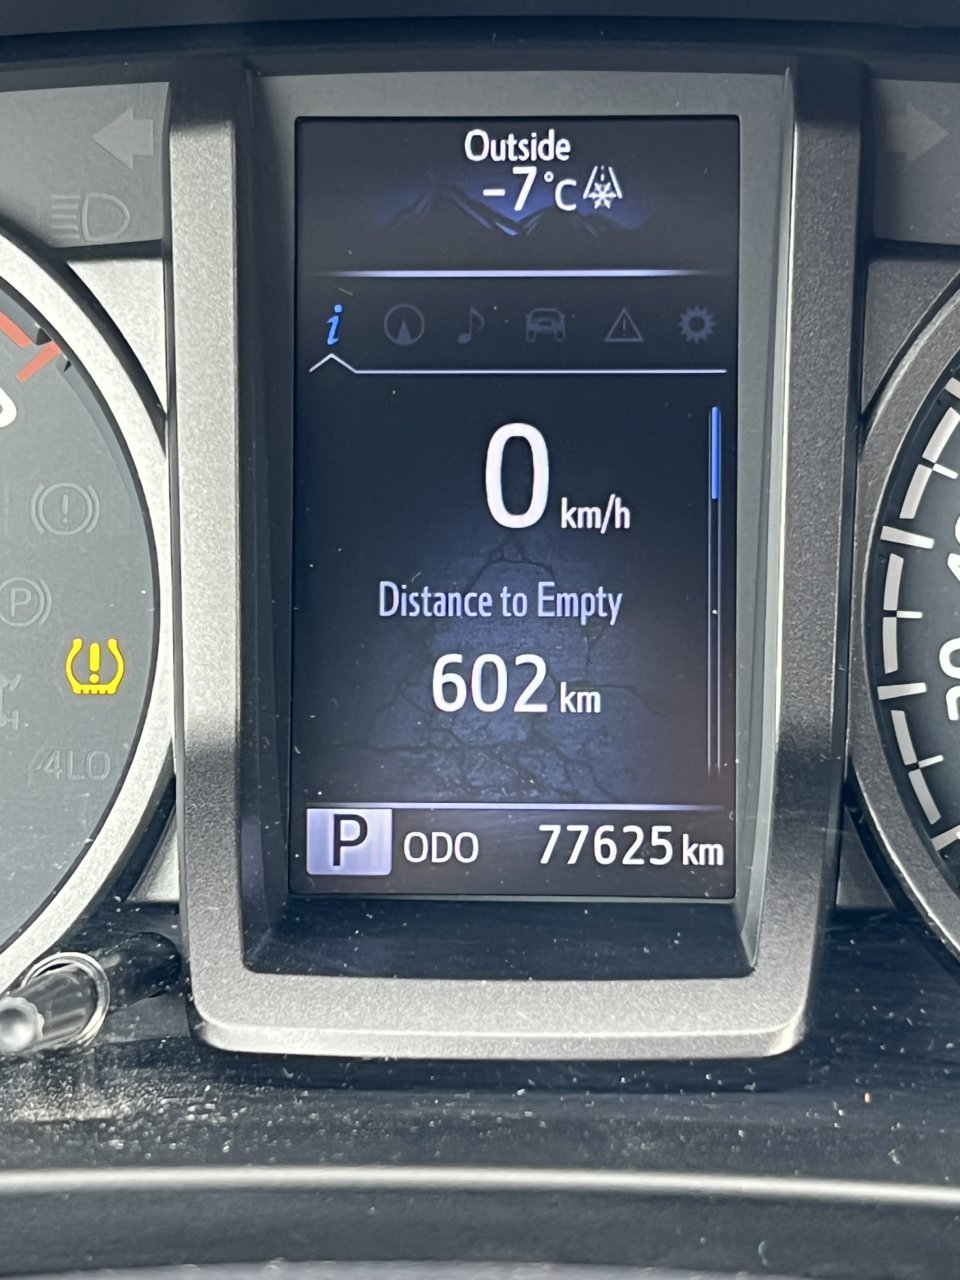 Outside
-7°C
i
0 km/h
Distance to Empty
602 km
P ODO 77625 km
P
4LO